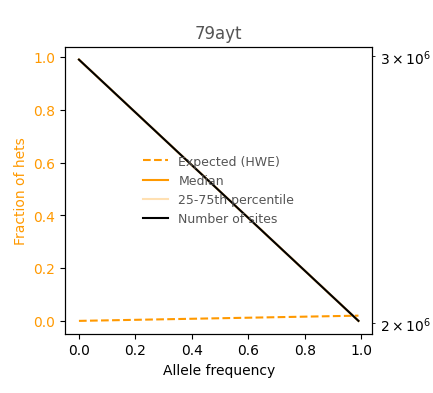 79ayt
1.0
0.8
0.6
0.4
0.2
0.0
Fraction of hets
3 × 10⁶
2 × 10⁶
Expected (HWE)
Median
25-75th percentile
Number of sites
0.0 0.2 0.4 0.6 0.8 1.0
Allele frequency